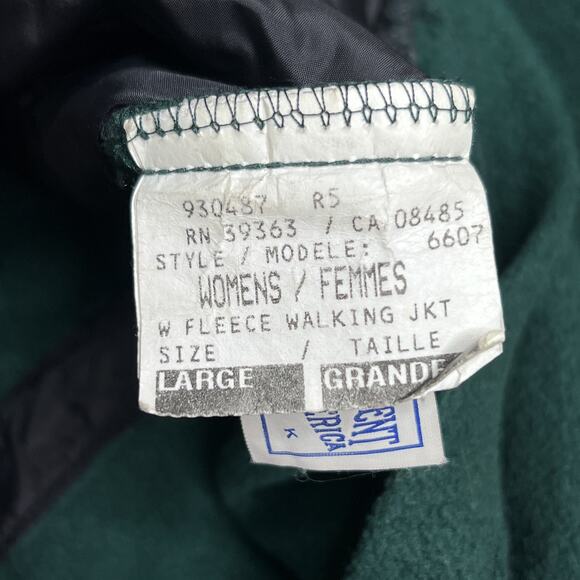 930487 R5
RN 39363 / CA 08485
STYLE / MODELE: 6607
WOMENS / FEMMES
W FLEECE WALKING JKT
SIZE / TAILLE
LARGE GRANDE
K